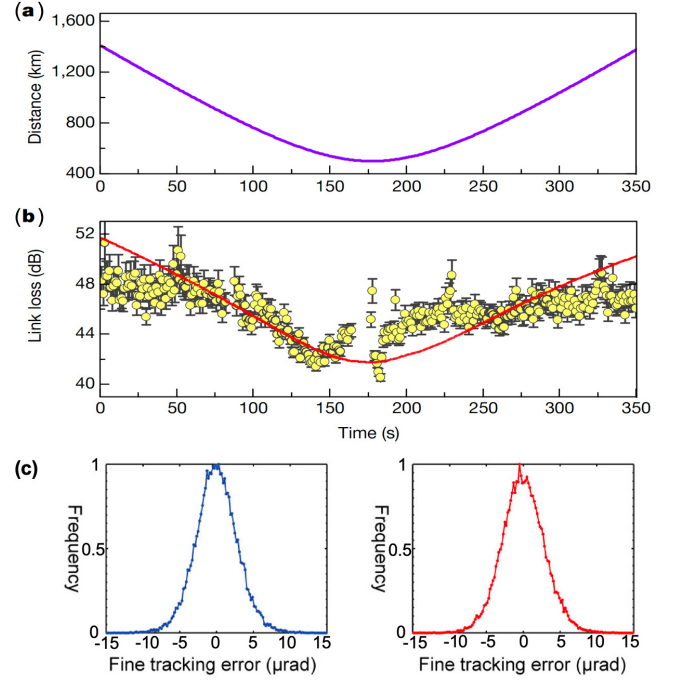 (a)
1,600
1,200
800
400
Distance (km)
0 50 100 150 200 250 300 350
(b)
52
48
44
40
Link loss (dB)
0 50 100 150 200 250 300 350
Time (s)
(c)
1
0.5
0
Frequency
-15 -10 -5 0 5 10 15
Fine tracking error (μrad)
1
0.5
0
Frequency
-15 -10 -5 0 5 10 15
Fine tracking error (μrad)